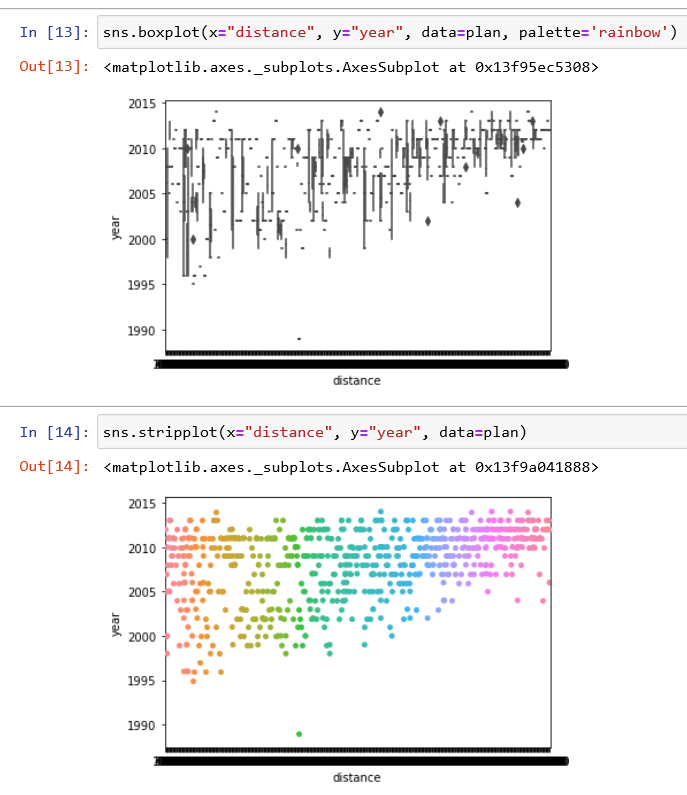 In [13]: sns.boxplot(x="distance", y="year", data=plan, palette='rainbow')
Out[13]: <matplotlib.axes._subplots.AxesSubplot at 0x13f95ec5308>
2015
2010
2005
2000
1995
1990
year
distance
In [14]: sns.stripplot(x="distance", y="year", data=plan)
Out[14]: <matplotlib.axes._subplots.AxesSubplot at 0x13f9a041888>
2015
2010
2005
2000
1995
1990
year
distance